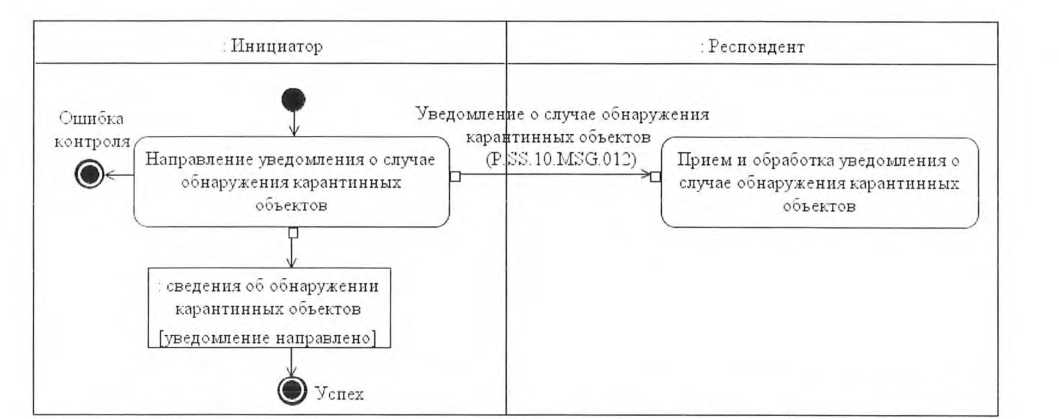 : Инициатор
: Респондент
Ошибка
контроля
Направление уведомления о случае
обнаружения карантинных
объектов
Уведомление о случае обнаружения
карантинных объектов
(P.SS.10.MSG.012)
Прием и обработка уведомления о
случае обнаружения карантинных
объектов
: сведения об обнаружении
карантинных объектов
[уведомление направлено]
Успех